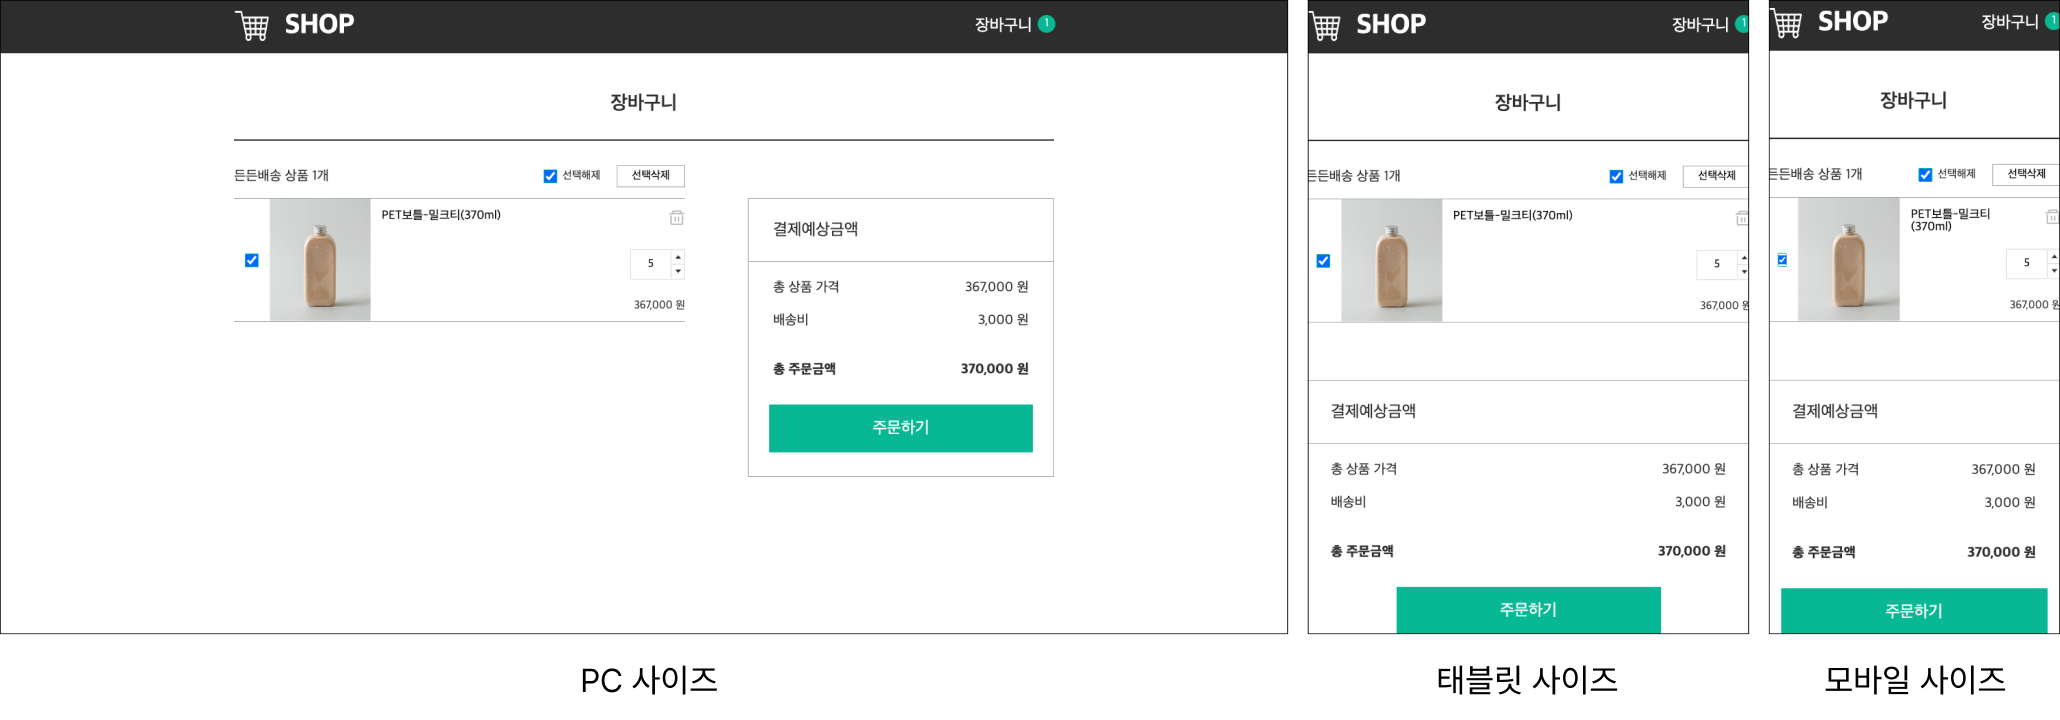 SHOP
장바구니 1
장바구니
든든배송 상품 1개
선택해제
선택삭제
PET보틀-밀크티(370ml)
5
367,000 원
결제예상금액
총 상품 가격 367,000 원
배송비 3,000 원
총 주문금액 370,000 원
주문하기
PC 사이즈
SHOP
장바구니 1
장바구니
든든배송 상품 1개
선택해제
선택삭제
PET보틀-밀크티(370ml)
5
367,000 원
결제예상금액
총 상품 가격 367,000 원
배송비 3,000 원
총 주문금액 370,000 원
주문하기
태블릿 사이즈
SHOP
장바구니 1
장바구니
든든배송 상품 1개
선택해제
선택삭제
PET보틀-밀크티
(370ml)
5
367,000 원
결제예상금액
총 상품 가격 367,000 원
배송비 3,000 원
총 주문금액 370,000 원
주문하기
모바일 사이즈